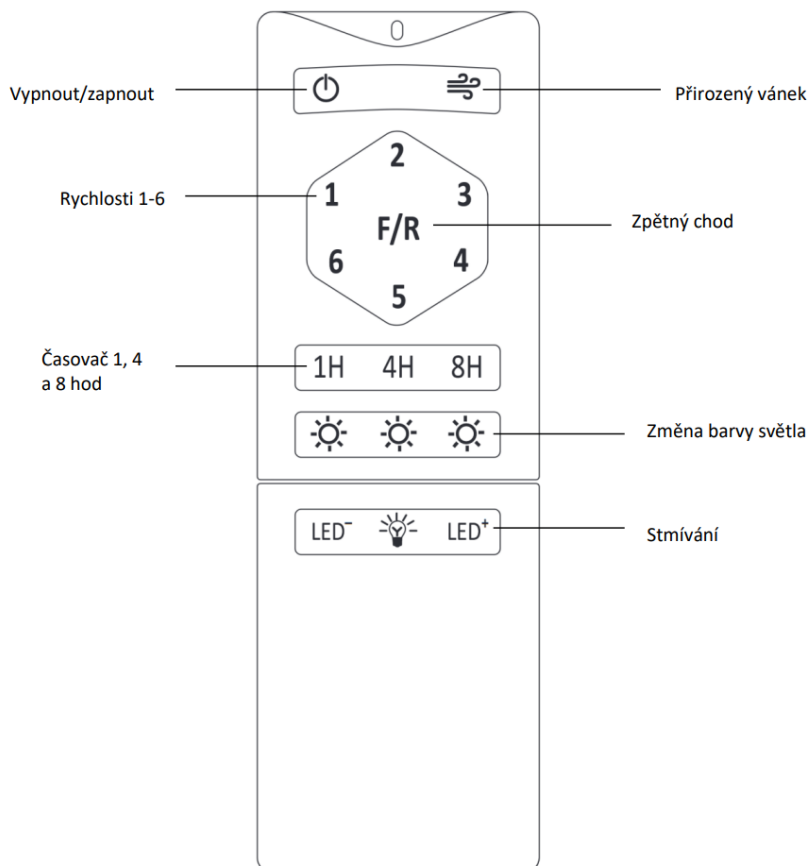 Vypnout/zapnout
Přirozený vánek
2
Rychlosti 1-6
1
3
F/R
Zpětný chod
6
4
5
Časovač 1, 4
a 8 hod
1H 4H 8H
Změna barvy světla
LED⁻ LED⁺
Stmívání